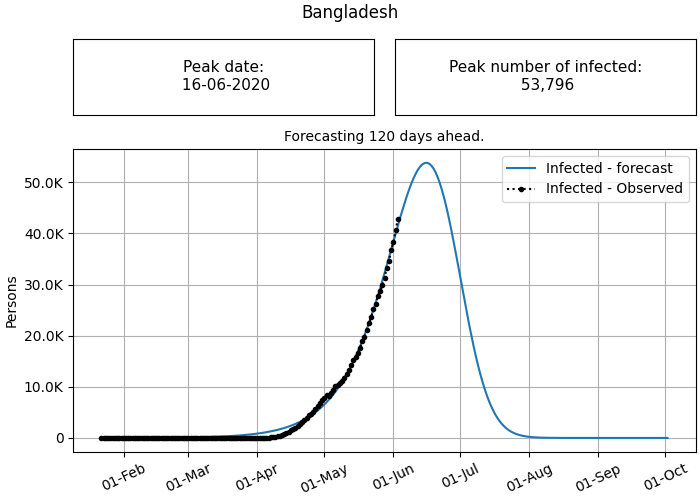 Bangladesh
Peak date:
16-06-2020
Peak number of infected:
53,796
Forecasting 120 days ahead.
Infected - forecast
Infected - Observed
50.0K
40.0K
30.0K
20.0K
10.0K
0
Persons
01-Feb
01-Mar
01-Apr
01-May
01-Jun
01-Jul
01-Aug
01-Sep
01-Oct